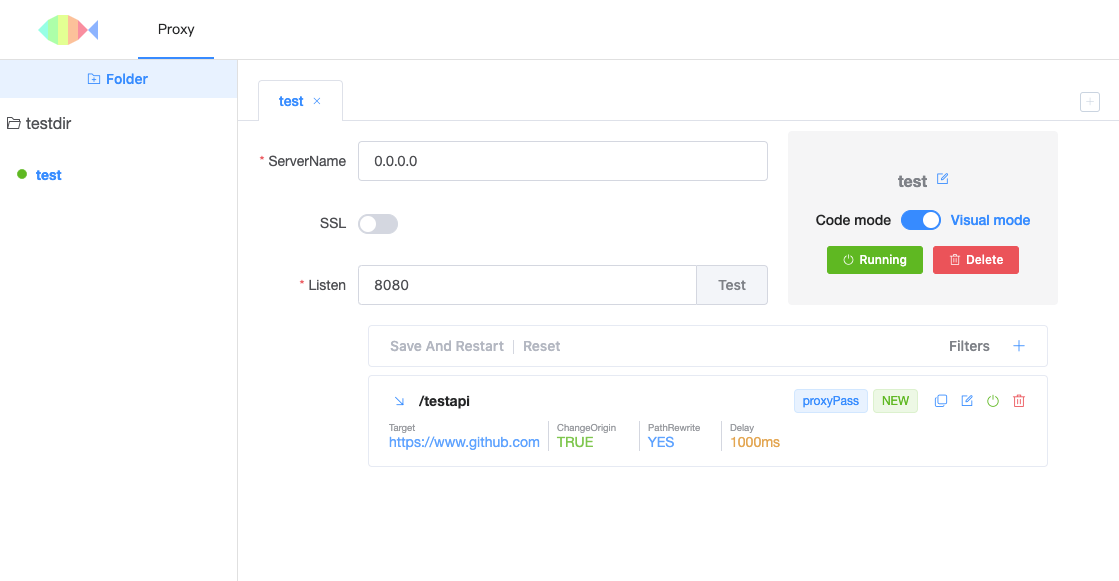 Proxy
Folder
testdir
test
test ×
* ServerName 0.0.0.0
SSL
* Listen 8080 Test
test
Code mode Visual mode
Running Delete
Save And Restart Reset Filters +
/testapi proxyPass NEW
Target ChangeOrigin PathRewrite Delay
https://www.github.com TRUE YES 1000ms